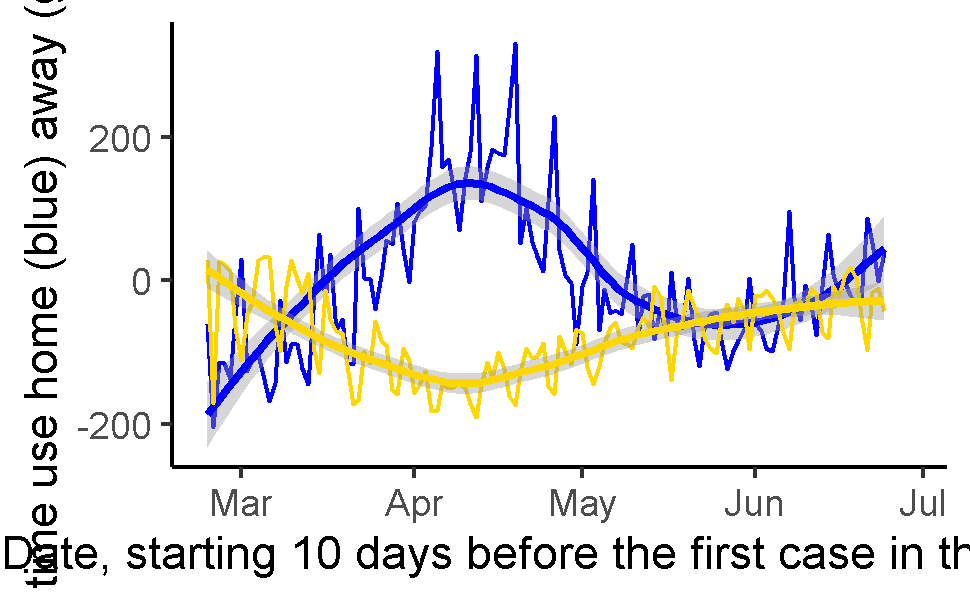 time use home (blue) away (
200
0
-200
Mar Apr May Jun Jul
Date, starting 10 days before the first case in th